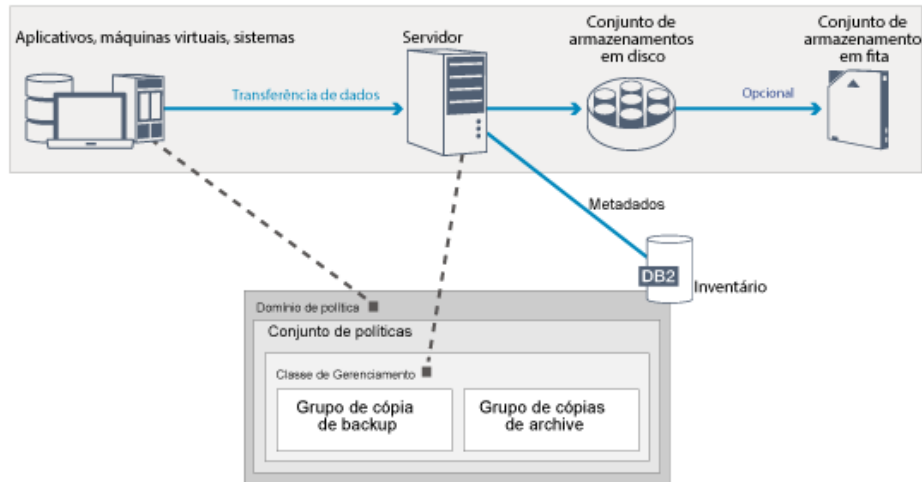 Aplicativos, máquinas virtuais, sistemas
Servidor
Conjunto de
armazenamentos
em disco
Conjunto de
armazenamento
em fita
Transferência de dados
Opcional
Metadados
DB2
Inventário
Domínio de política
Conjunto de políticas
Classe de Gerenciamento
Grupo de cópia
de backup
Grupo de cópias
de archive